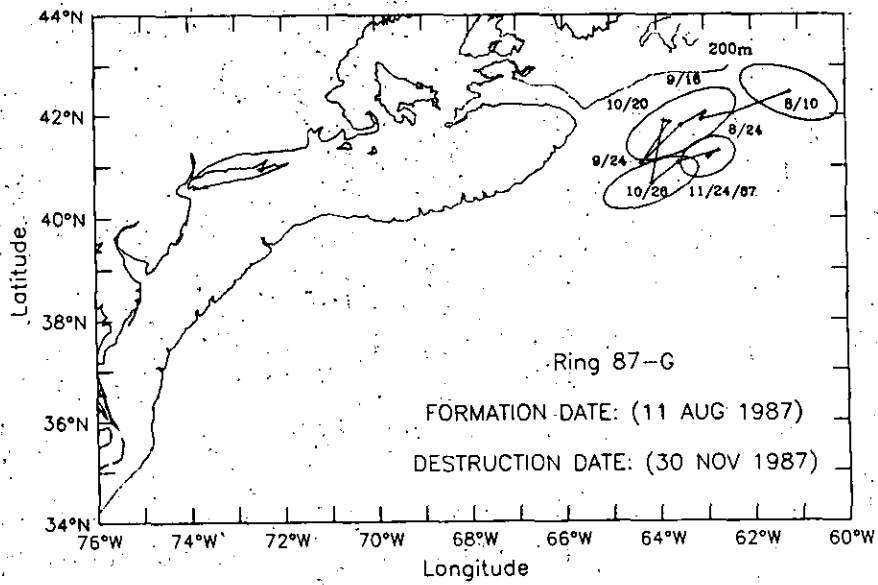 44°N
42°N
40°N
38°N
36°N
34°N
Latitude
200m
9/16
10/20
8/10
8/24
9/24
10/26
11/24/87
Ring 87-G
FORMATION DATE: (11 AUG 1987)
DESTRUCTION DATE: (30 NOV 1987)
76°W
74°W
72°W
70°W
68°W
66°W
64°W
62°W
60°W
Longitude